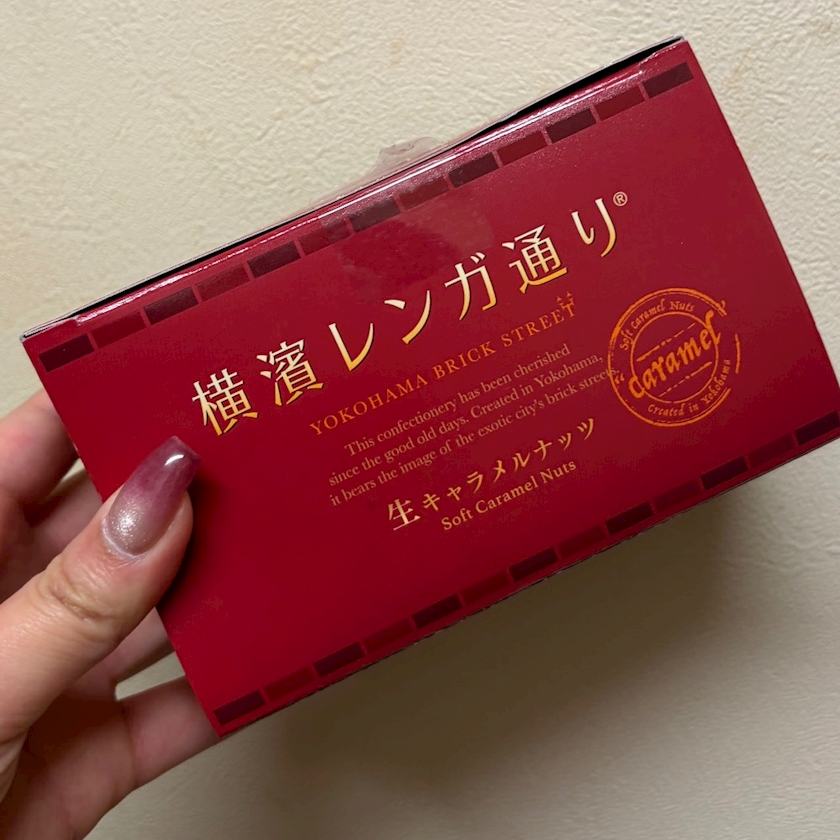 横濱レンガ通り®
YOKOHAMA BRICK STREET
This confectionery has been cherished
since the good old days. Created in Yokohama,
it bears the image of the exotic city's brick streets.
生キャラメルナッツ
Soft Caramel Nuts
Soft Caramel Nuts
caramel
Created in Yokohama